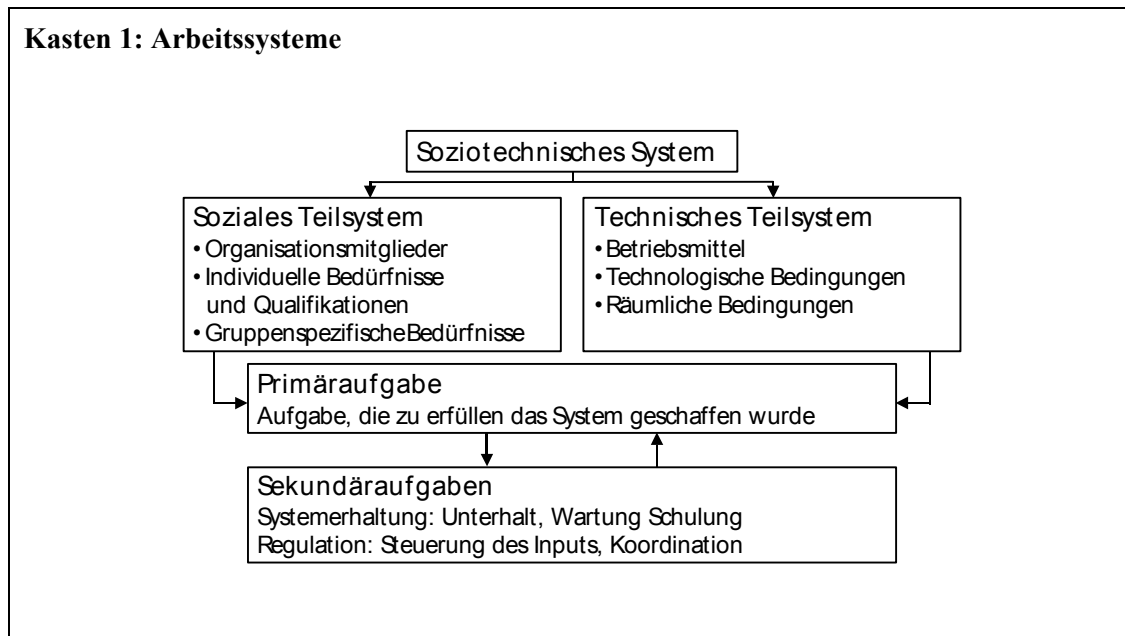 Kasten 1: Arbeitssysteme
Soziotechnisches System
Soziales Teilsystem
• Organisationsmitglieder
• Individuelle Bedürfnisse
und Qualifikationen
• Gruppenspezifische Bedürfnisse
Technisches Teilsystem
• Betriebsmittel
• Technologische Bedingungen
• Räumliche Bedingungen
Primäraufgabe
Aufgabe, die zu erfüllen das System geschaffen wurde
Sekundäraufgaben
Systemerhaltung: Unterhalt, Wartung Schulung
Regulation: Steuerung des Inputs, Koordination